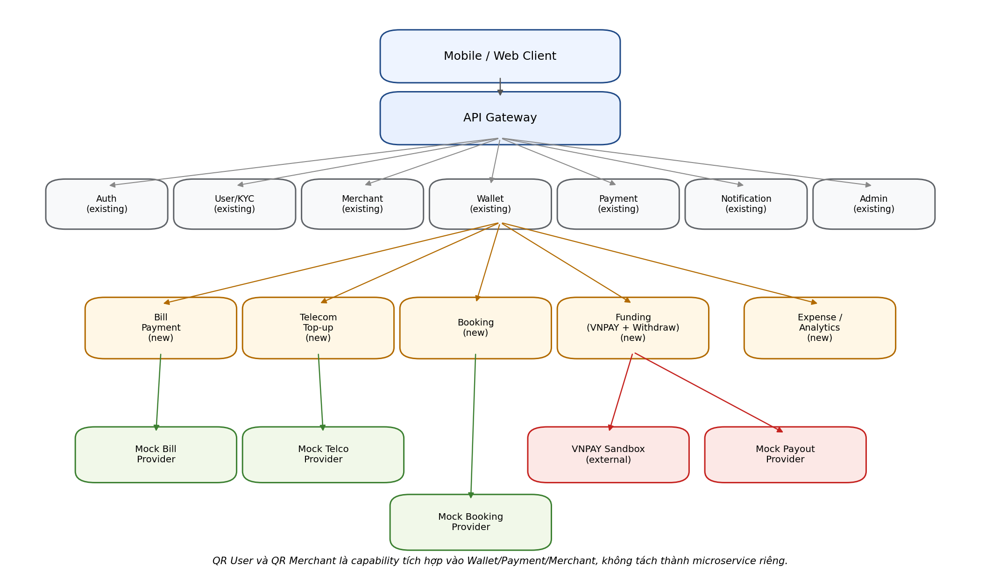 Mobile / Web Client
API Gateway
Auth
(existing)
User/KYC
(existing)
Merchant
(existing)
Wallet
(existing)
Payment
(existing)
Notification
(existing)
Admin
(existing)
Bill
Payment
(new)
Telecom
Top-up
(new)
Booking
(new)
Funding
(VNPAY + Withdraw)
(new)
Expense /
Analytics
(new)
Mock Bill
Provider
Mock Telco
Provider
VNPAY Sandbox
(external)
Mock Payout
Provider
Mock Booking
Provider
QR User và QR Merchant là capability tích hợp vào Wallet/Payment/Merchant, không tách thành microservice riêng.